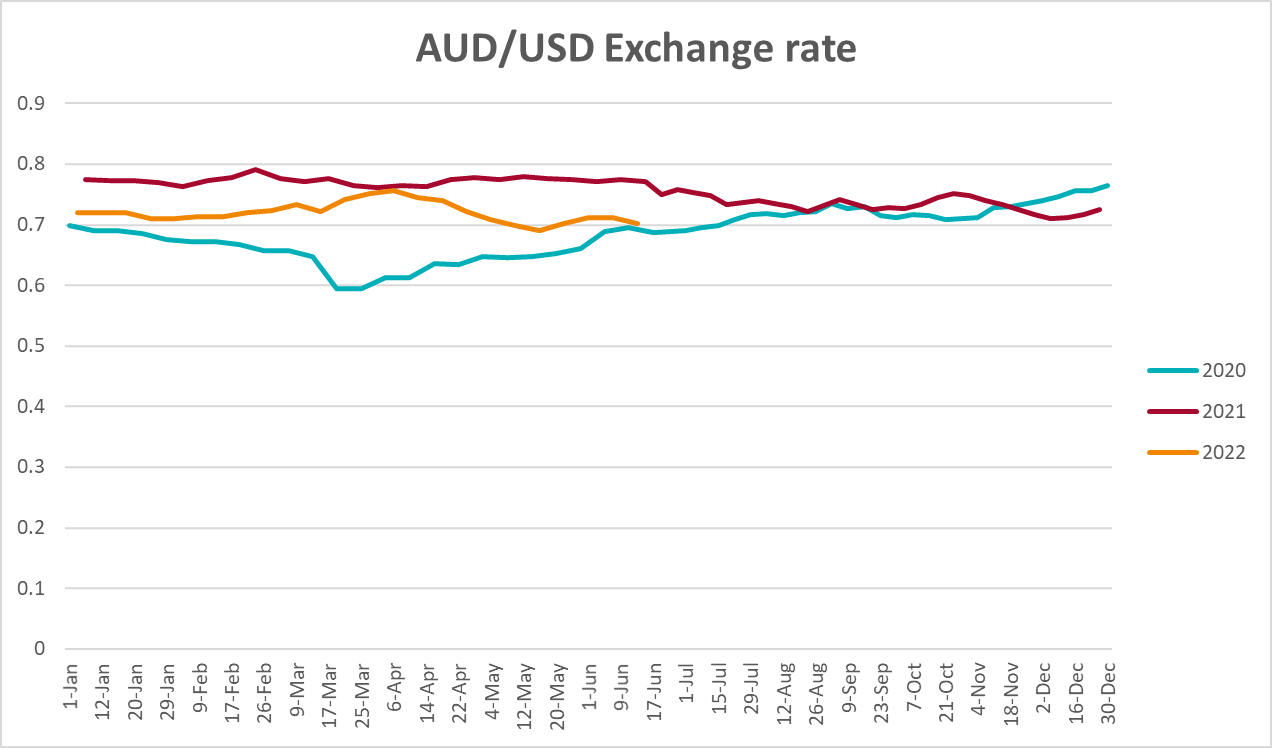 AUD/USD Exchange rate
0.9
0.8
0.7
0.6
0.5
0.4
0.3
0.2
0.1
0
1-Jan
12-Jan
20-Jan
29-Jan
9-Feb
17-Feb
26-Feb
9-Mar
17-Mar
25-Mar
6-Apr
14-Apr
22-Apr
4-May
12-May
20-May
1-Jun
9-Jun
17-Jun
1-Jul
15-Jul
29-Jul
12-Aug
26-Aug
9-Sep
23-Sep
7-Oct
21-Oct
4-Nov
18-Nov
2-Dec
16-Dec
30-Dec
2020
2021
2022